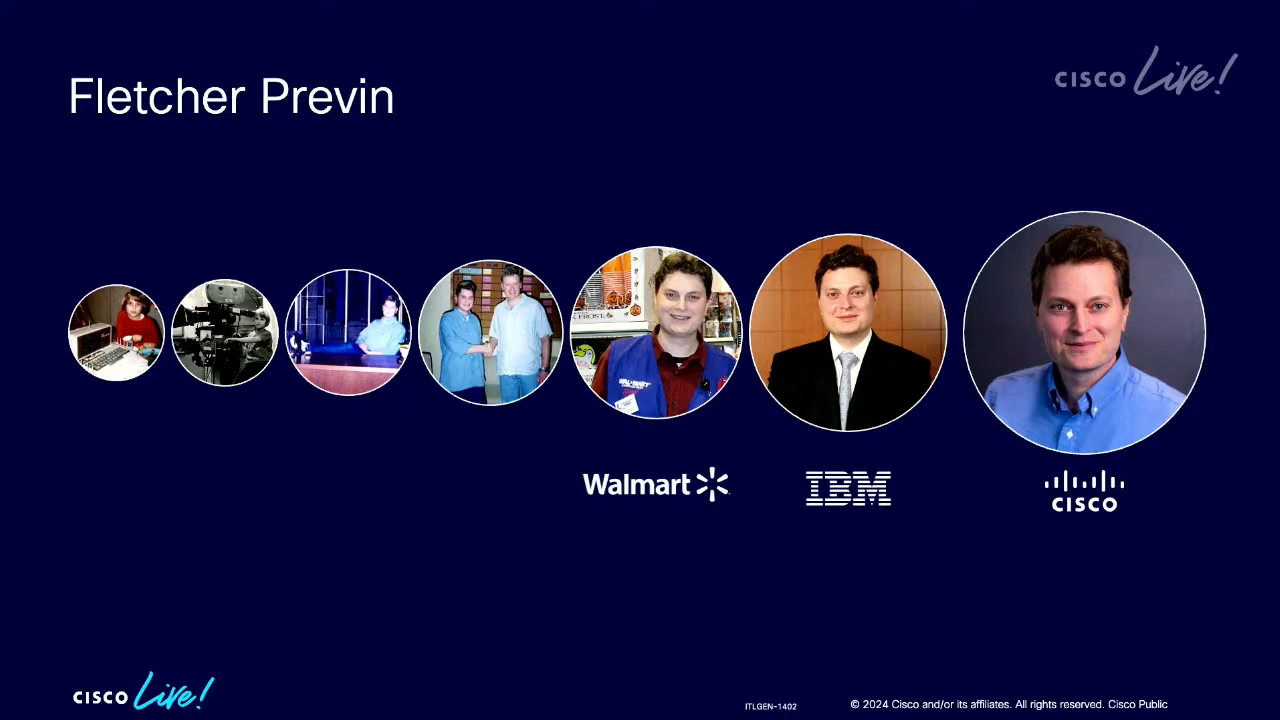 Fletcher Previn
CISCO Live!
WALMART
Walmart
IBM
CISCO
CISCO Live!
ITLGEN-1402
© 2024 Cisco and/or its affiliates. All rights reserved. Cisco Public